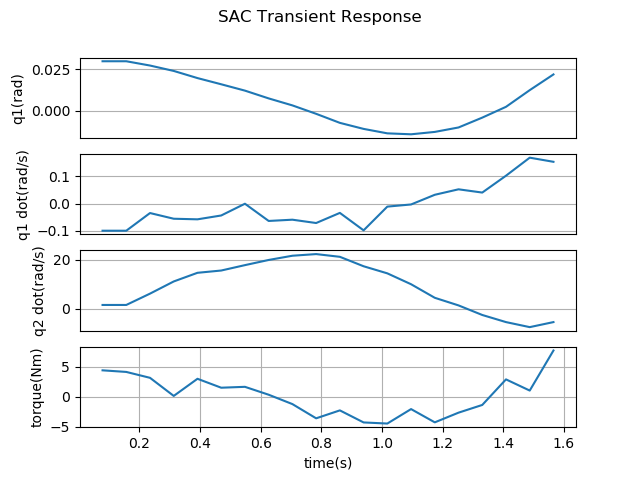 SAC Transient Response
q1(rad)
0.025
0.000
q1 dot(rad/s)
0.1
0.0
−0.1
q2 dot(rad/s)
20
0
torque(Nm)
5
0
−5
0.2 0.4 0.6 0.8 1.0 1.2 1.4 1.6
time(s)